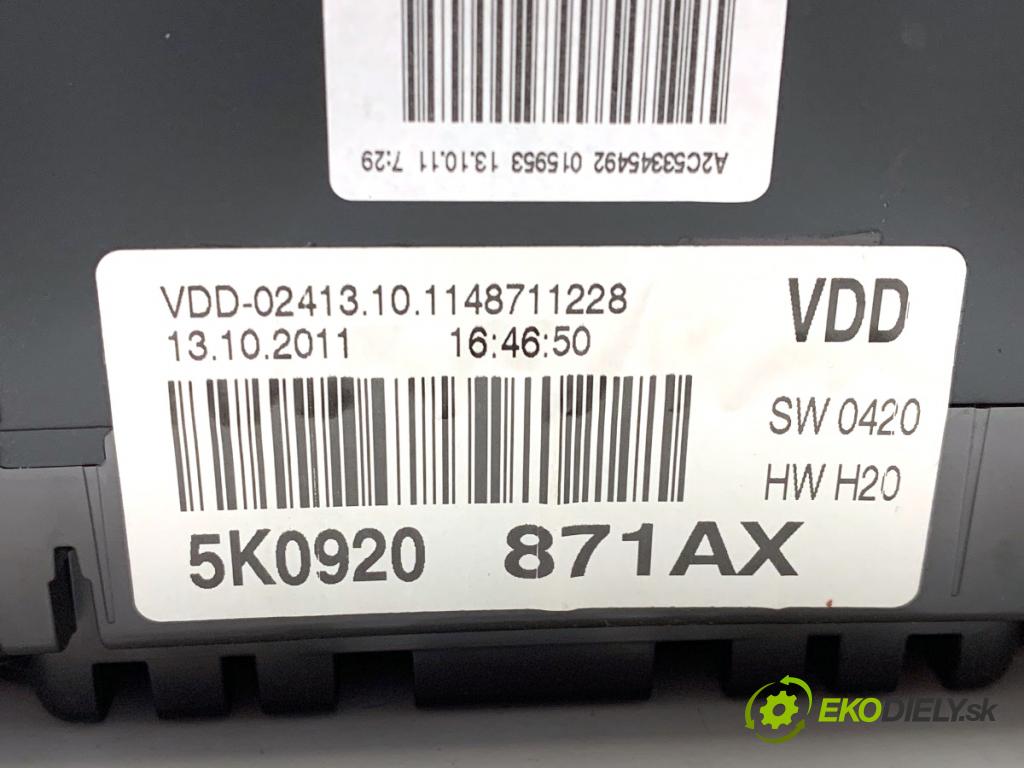 A2C53345492 015953 13.10.11 7:29
VDD-02413.10.1148711228
13.10.2011 16:46:50
VDD
SW 0420
HW H20
5K0920 871AX
EKODIELY.sk